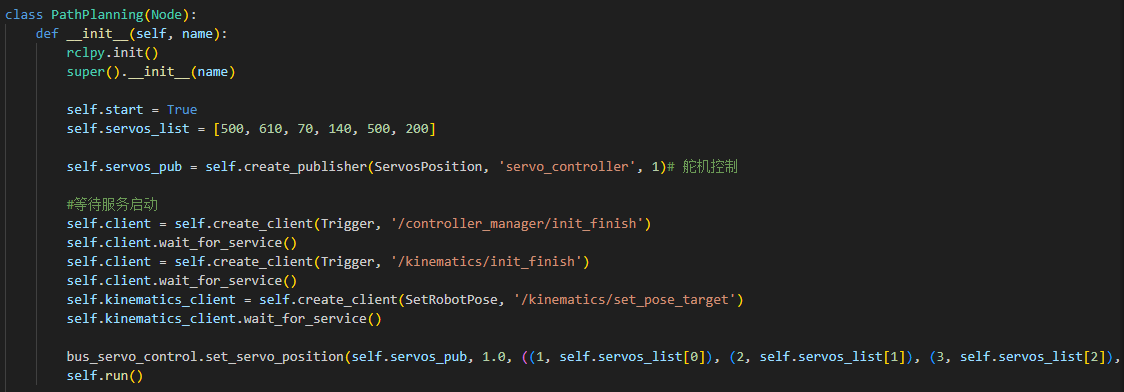 class PathPlanning(Node):
    def __init__(self, name):
        rclpy.init()
        super().__init__(name)

        self.start = True
        self.servos_list = [500, 610, 70, 140, 500, 200]

        self.servos_pub = self.create_publisher(ServosPosition, 'servo_controller', 1)# 舵机控制

        #等待服务启动
        self.client = self.create_client(Trigger, '/controller_manager/init_finish')
        self.client.wait_for_service()
        self.client = self.create_client(Trigger, '/kinematics/init_finish')
        self.client.wait_for_service()
        self.kinematics_client = self.create_client(SetRobotPose, '/kinematics/set_pose_target')
        self.kinematics_client.wait_for_service()

        bus_servo_control.set_servo_position(self.servos_pub, 1.0, ((1, self.servos_list[0]), (2, self.servos_list[1]), (3, self.servos_list[2]),
        self.run()